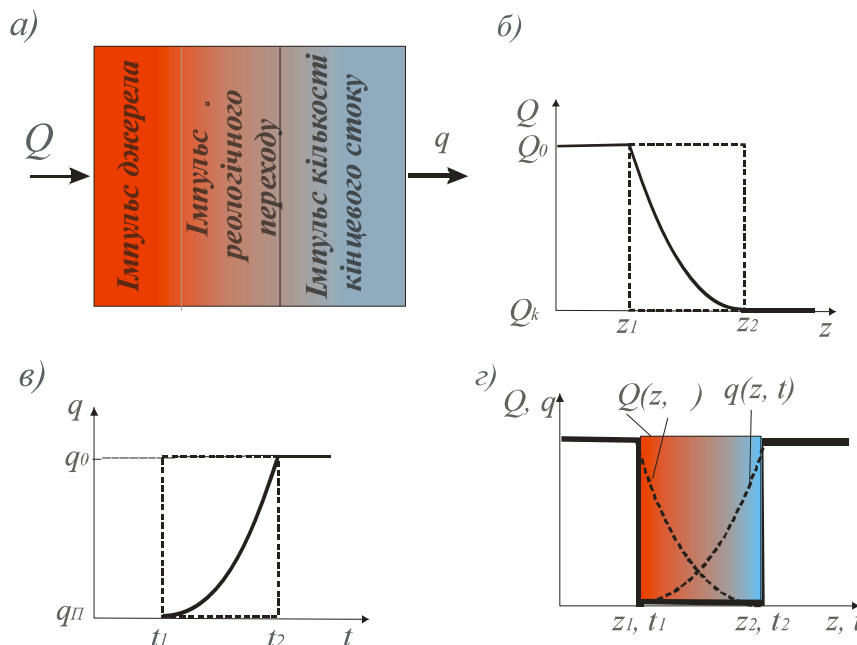 а)
Q
Імпульс джерела
Імпульс
реологічного
переходу
Імпульс кількості
кінцевого стоку
q
б)
Q
Q0
Qk
z1
z2
z
в)
q
q0
qП
t1
t2
t
г)
Q, q
Q(z, )
q(z, t)
z1, t1
z2, t2
z, t